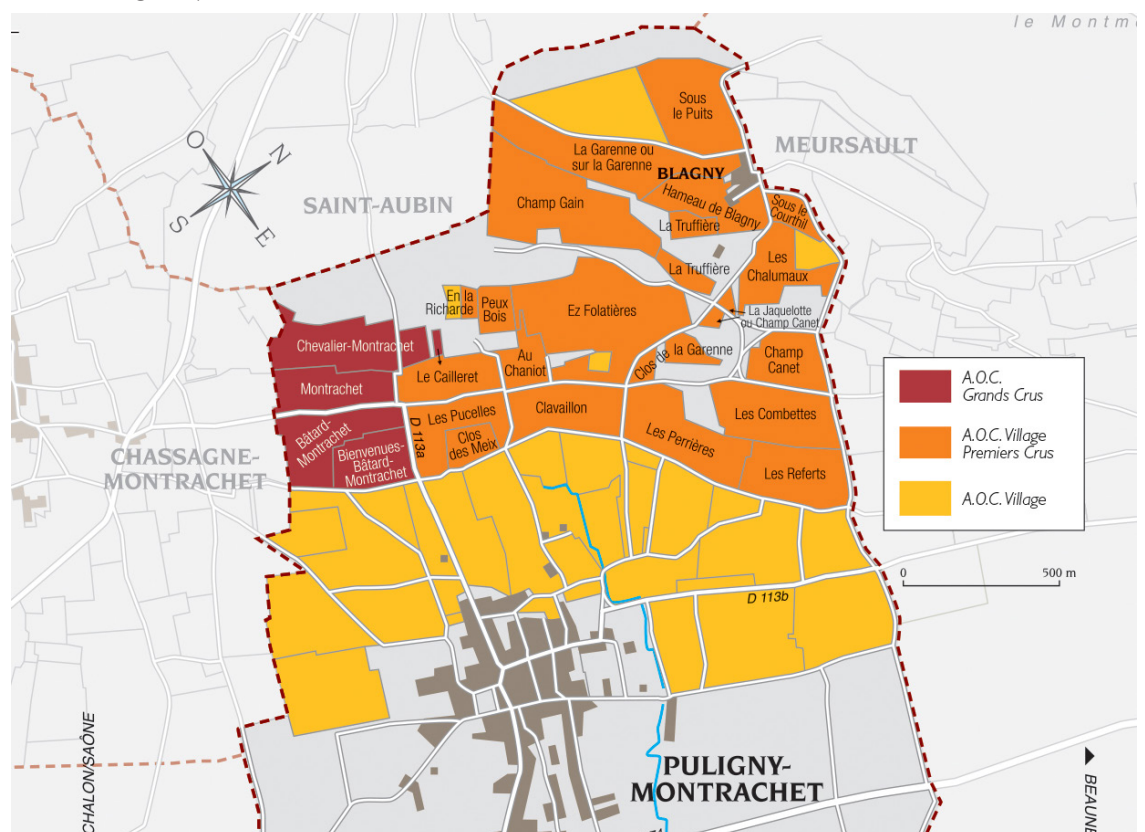 le Montm
MEURSAULT
SAINT-AUBIN
CHASSAGNE-
MONTRACHET
O
N
S
E
Sous
le Puits
La Garenne ou
sur la Garenne
BLAGNY
Hameau de Blagny
Sous le
Courthil
Champ Gain
La Truffière
La Truffière
Les
Chalumaux
En la
Richarde
Peux
Bois
Ez Folatières
La Jaquelotte
ou Champ Canet
Chevalier-Montrachet
Au
Chaniot
Clos de la Garenne
Champ
Canet
Le Cailleret
Montrachet
Les Pucelles
Clavaillon
Les Combettes
Bâtard-
Montrachet
D 113a
Clos
des Meix
Les Perrières
Bienvenues-
Bâtard-
Montrachet
Les Referts
A.O.C.
Grands Crus
A.O.C. Village
Premiers Crus
A.O.C. Village
0
500 m
D 113b
PULIGNY-
MONTRACHET
CHALON/SAÔNE
BEAUNE